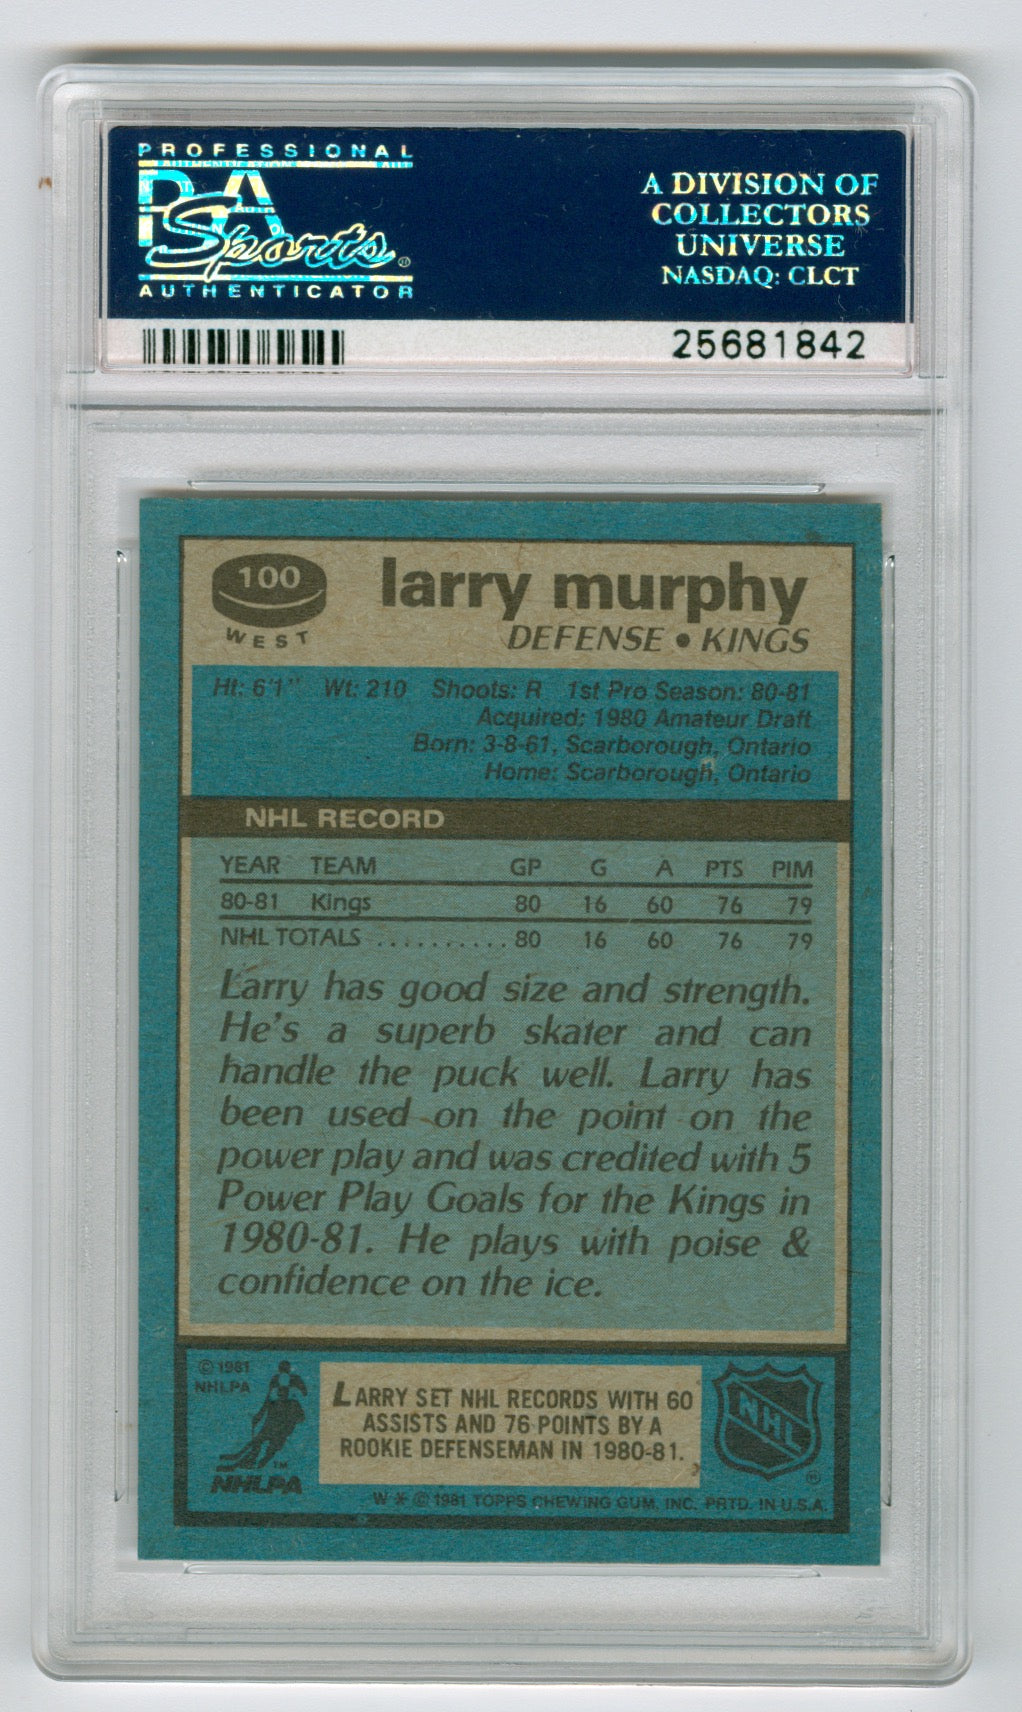 PROFESSIONAL
PSA
Sports
AUTHENTICATOR
A DIVISION OF
COLLECTORS
UNIVERSE
NASDAQ: CLCT
25681842
100
WEST
larry murphy
DEFENSE • KINGS
Ht: 6'1" Wt: 210 Shoots: R 1st Pro Season: 80-81
Acquired: 1980 Amateur Draft
Born: 3-8-61, Scarborough, Ontario
Home: Scarborough, Ontario
NHL RECORD
YEAR TEAM GP G A PTS PIM
80-81 Kings 80 16 60 76 79
NHL TOTALS .......... 80 16 60 76 79
Larry has good size and strength.
He's a superb skater and can
handle the puck well. Larry has
been used on the point on the
power play and was credited with 5
Power Play Goals for the Kings in
1980-81. He plays with poise &
confidence on the ice.
© 1981
NHLPA
TM
NHLPA
LARRY SET NHL RECORDS WITH 60
ASSISTS AND 76 POINTS BY A
ROOKIE DEFENSEMAN IN 1980-81.
NHL
®
W * © 1981 TOPPS CHEWING GUM, INC. PRTD. IN U.S.A.